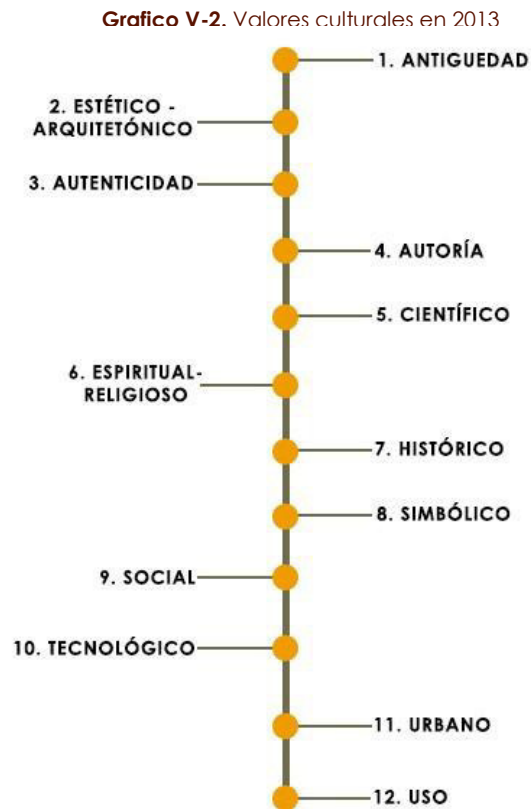 Grafico V-2. Valores culturales en 2013
1. ANTIGUEDAD
2. ESTÉTICO -
ARQUITETÓNICO
3. AUTENTICIDAD
4. AUTORÍA
5. CIENTÍFICO
6. ESPIRITUAL-
RELIGIOSO
7. HISTÓRICO
8. SIMBÓLICO
9. SOCIAL
10. TECNOLÓGICO
11. URBANO
12. USO